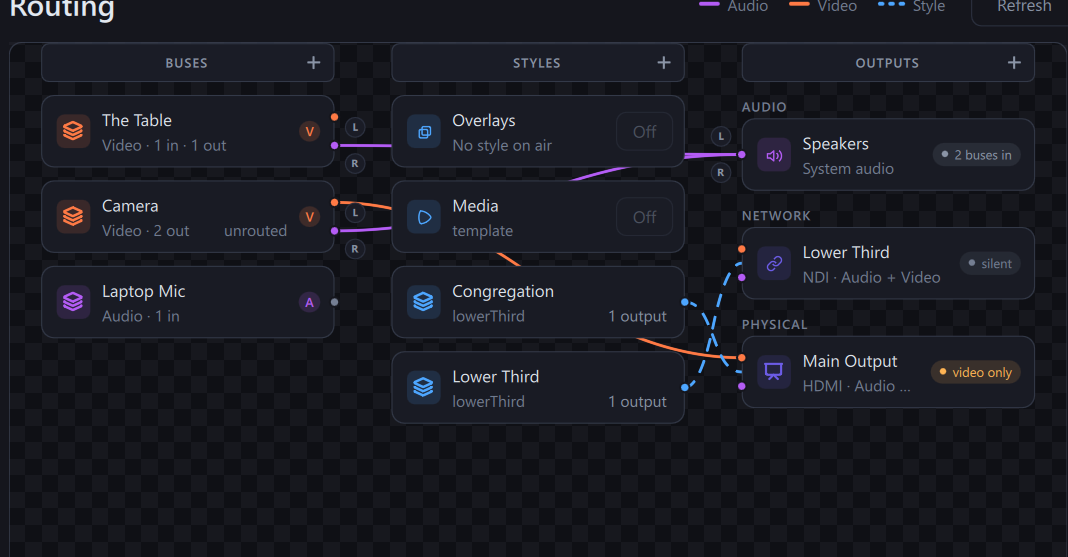 Routing
Audio
Video
Style
Refresh
BUSES +
STYLES +
OUTPUTS +
The Table
Video · 1 in · 1 out
V
L
R
Camera
Video · 2 out
unrouted
V
L
R
Laptop Mic
Audio · 1 in
A
Overlays
No style on air
Off
Media
template
Off
Congregation
lowerThird
1 output
Lower Third
lowerThird
1 output
AUDIO
L
R
Speakers
System audio
2 buses in
NETWORK
Lower Third
NDI · Audio + Video
silent
PHYSICAL
Main Output
HDMI · Audio ...
video only